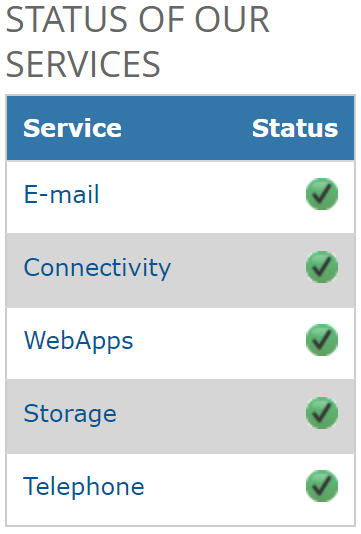 STATUS OF OUR
SERVICES
Service Status
E-mail
Connectivity
WebApps
Storage
Telephone